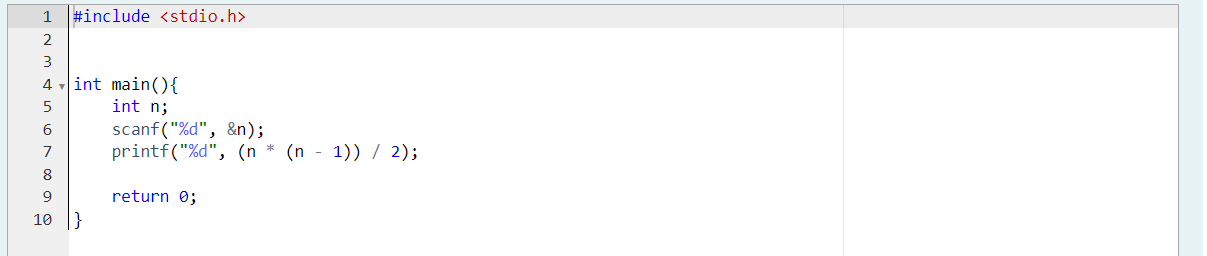 1 #include <stdio.h>
2
3
4 int main(){
5     int n;
6     scanf("%d", &n);
7     printf("%d", (n * (n - 1)) / 2);
8
9     return 0;
10 }